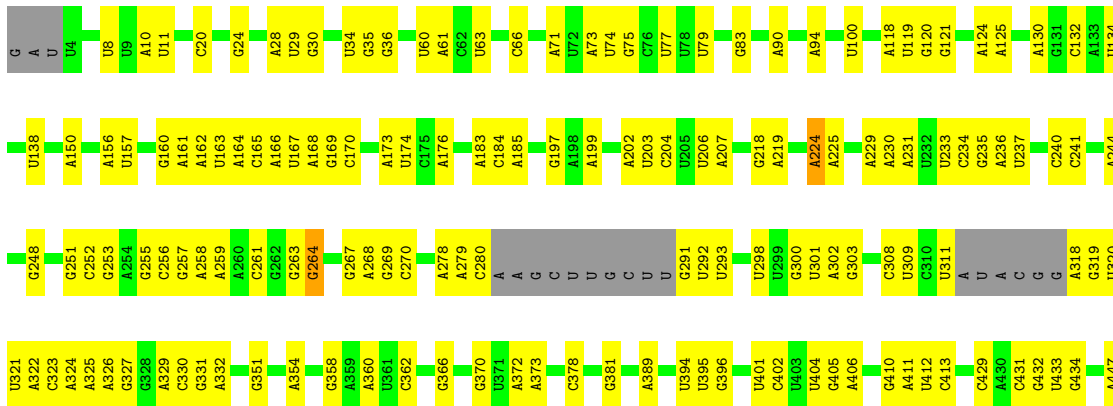 G A U U4 U8 U9 A10 U11 C20 G24 A28 U29 G30 U34 G35 G36 U60 A61 C62 U63 C66 A71 U72 A73 U74 G75 C76 U77 U78 U79 G83 A90 A94 U100 A118 U119 G120 G121 A124 A125 A130 G131 C132 A133
U138 A150 A156 U157 G160 A161 A162 U163 A164 C165 A166 U167 A168 G169 C170 A173 U174 C175 A176 A183 C184 A185 G197 A198 A199 A202 U203 C204 U205 U206 A207 G218 A219 A224 A225 A229 A230 A231 U232 U233 C234 G235 A236 U237 C240 C241
G248 G251 C252 G253 A254 G255 C256 G257 A258 A259 A260 C261 G262 G263 G264 G267 A268 G269 C270 A278 A279 C280 A A G C U U G C U U G291 U292 U293 U298 U299 G300 U301 A302 G303 C308 U309 C310 U311 A U A C G G A318 G319 U320
U321 A322 C323 A324 A325 A326 G327 G328 A329 C330 G331 A332 G351 A354 G358 A359 A360 U361 C362 G366 G370 U371 A372 A373 C378 G381 A389 U394 U395 G396 U401 C402 U403 U404 G405 A406 G410 A411 U412 C413 C429 A430 C431 G432 U433 G434 A447